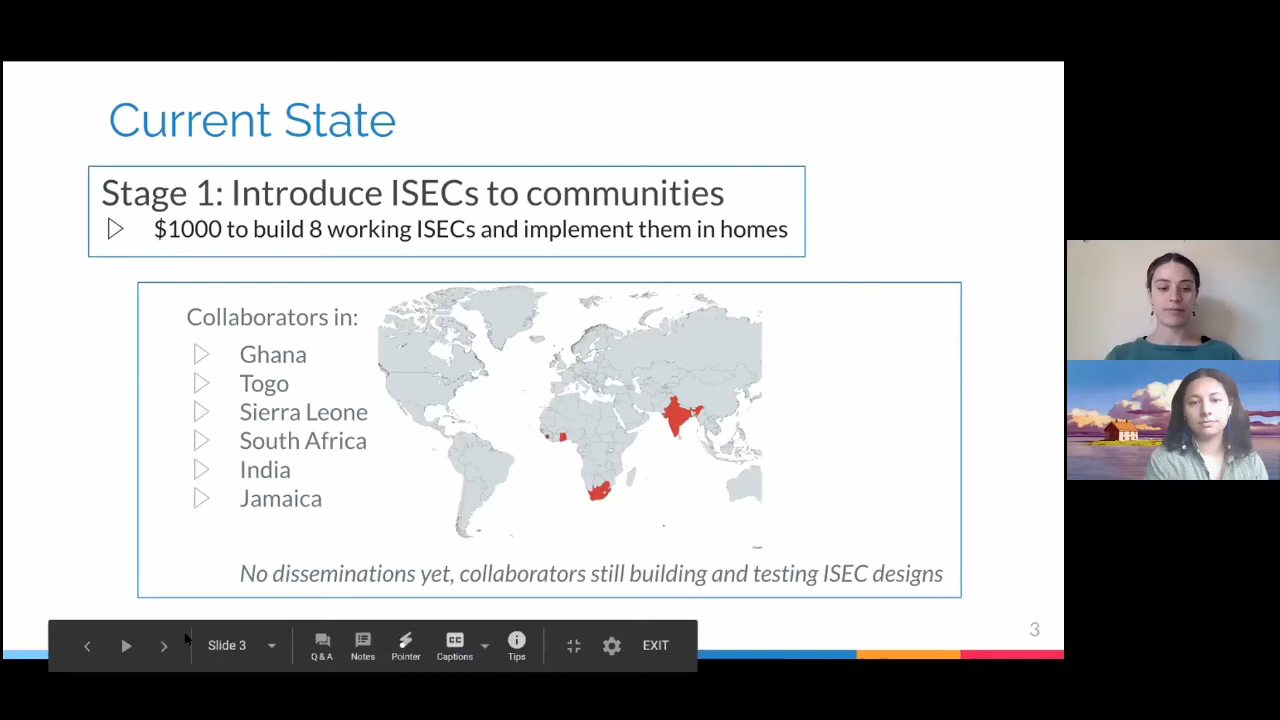 Current State
Stage 1: Introduce ISECs to communities
$1000 to build 8 working ISECs and implement them in homes
Collaborators in:
Ghana
Togo
Sierra Leone
South Africa
India
Jamaica
No disseminations yet, collaborators still building and testing ISEC designs
3
Slide 3
Q & A
Notes
Pointer
CC
Captions
Tips
EXIT